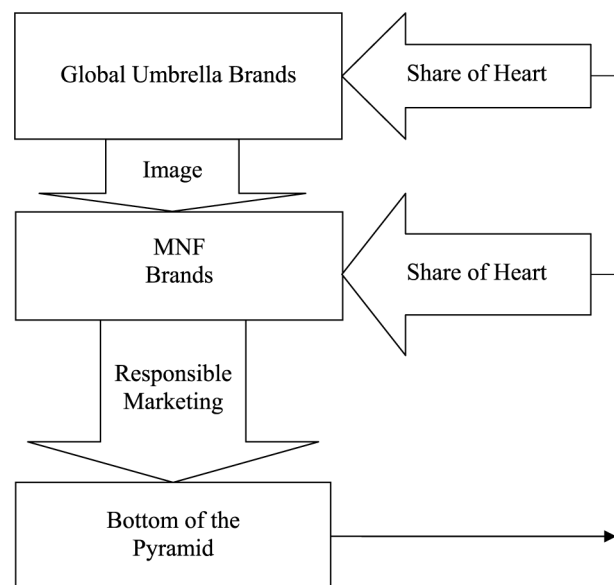 Global Umbrella Brands
Share of Heart
Image
MNF
Brands
Share of Heart
Responsible
Marketing
Bottom of the
Pyramid